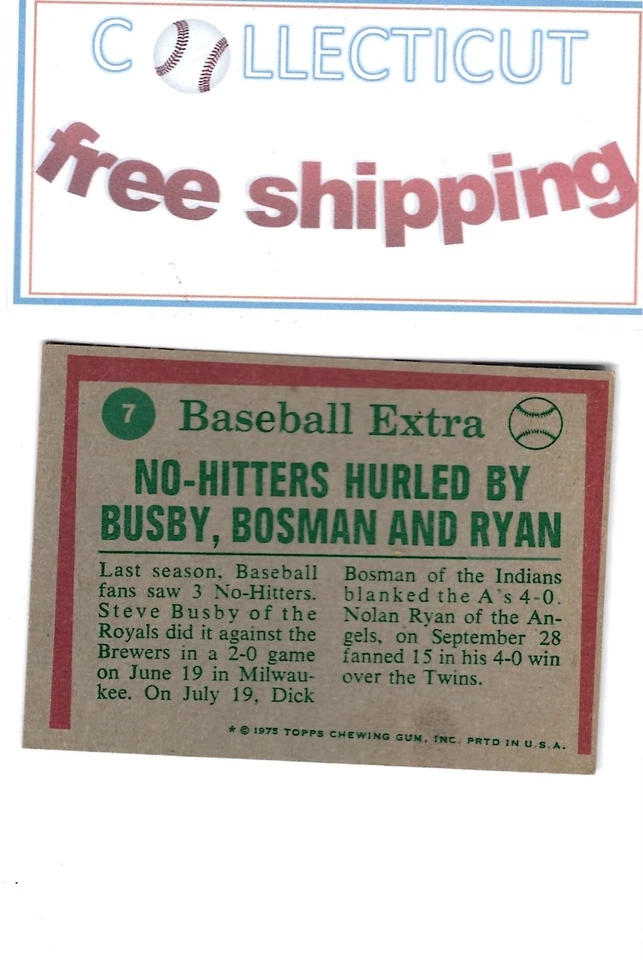 C LLECTICUT
free shipping
7 Baseball Extra
NO-HITTERS HURLED BY
BUSBY, BOSMAN AND RYAN
Last season, Baseball
fans saw 3 No-Hitters.
Steve Busby of the
Royals did it against the
Brewers in a 2-0 game
on June 19 in Milwau-
kee. On July 19, Dick
Bosman of the Indians
blanked the A's 4-0.
Nolan Ryan of the An-
gels, on September 28
fanned 15 in his 4-0 win
over the Twins.
* © 1975 TOPPS CHEWING GUM, INC. PRTD IN U.S.A.